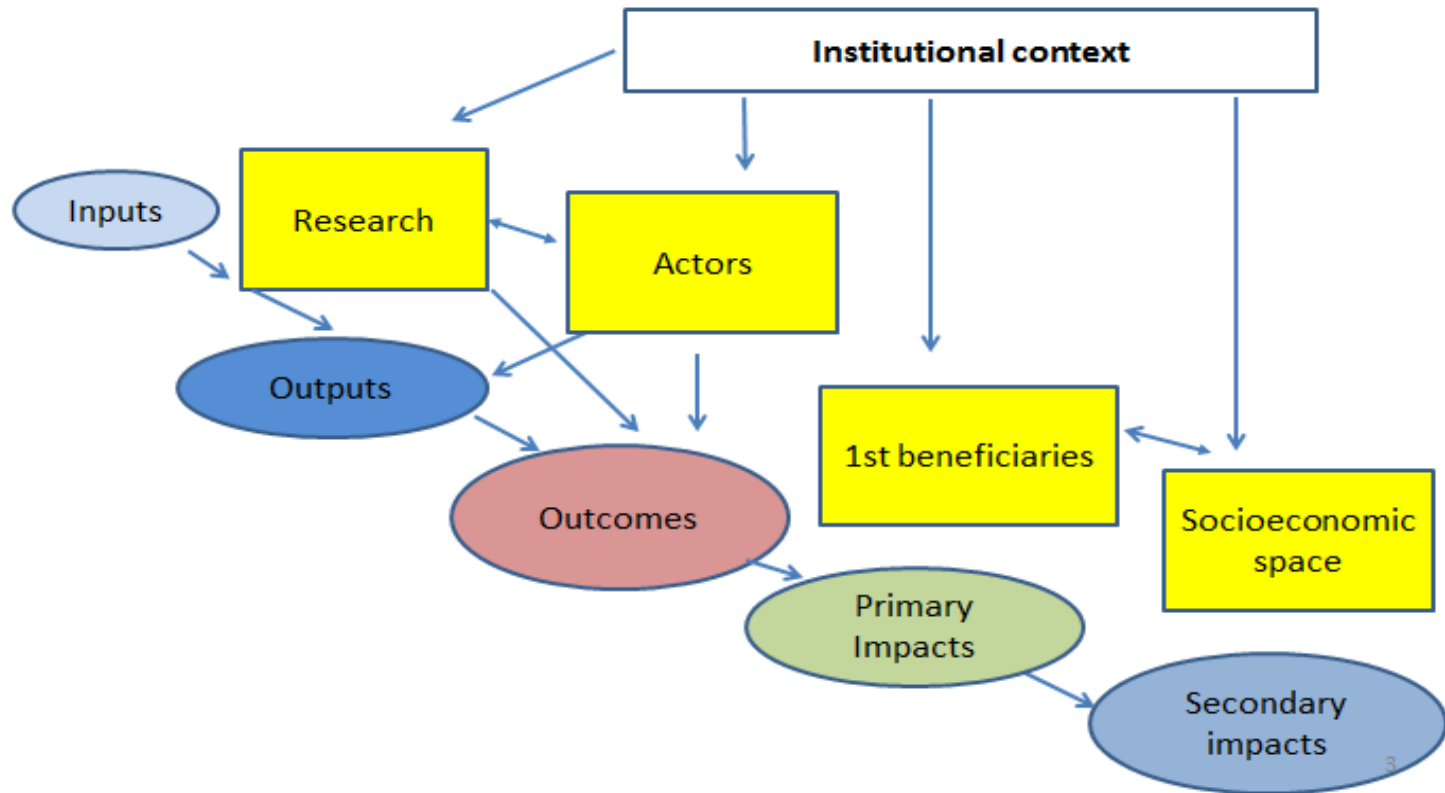 Institutional context
Inputs
Research
Actors
Outputs
1st beneficiaries
Outcomes
Socioeconomic
space
Primary
Impacts
Secondary
impacts
3